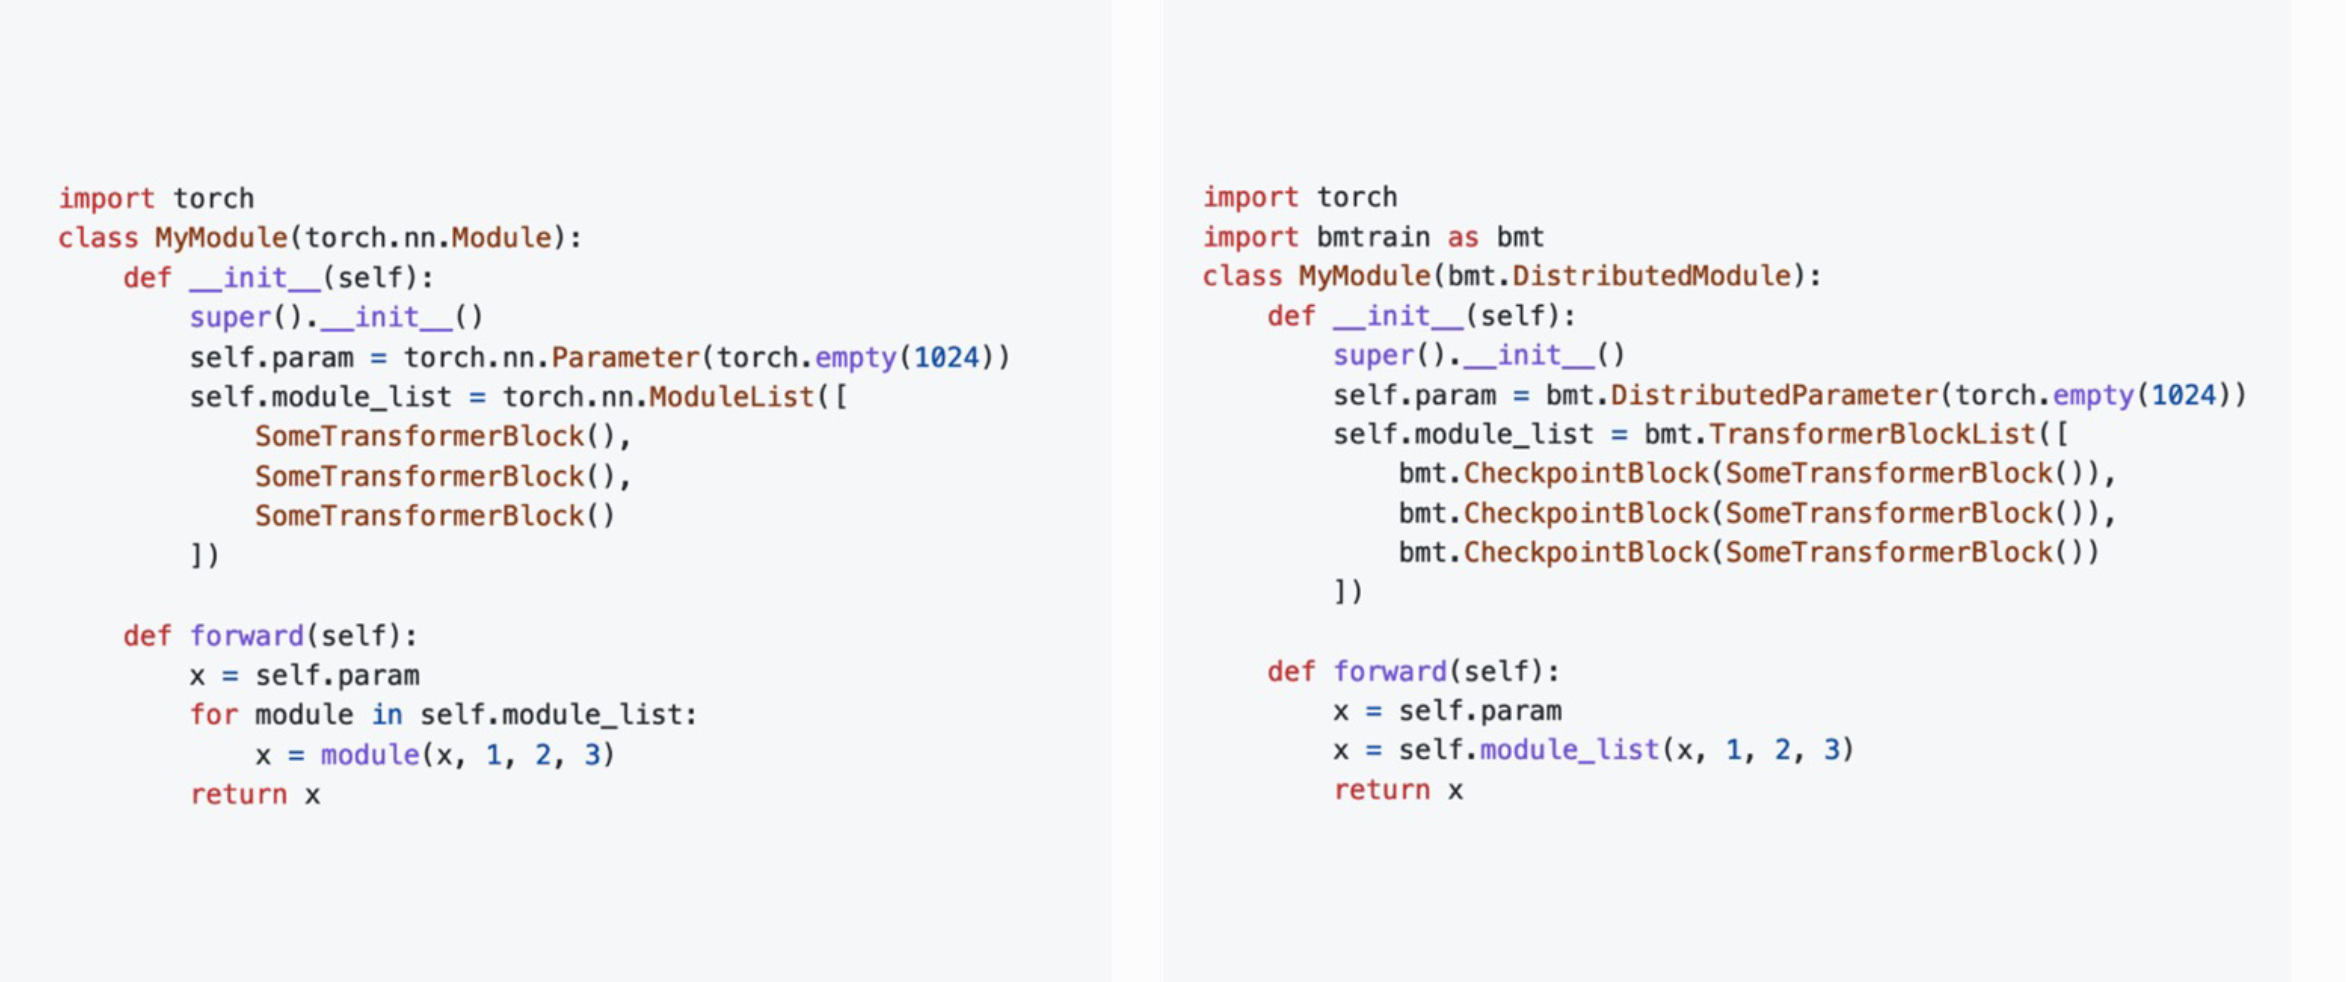 import torch
class MyModule(torch.nn.Module):
    def __init__(self):
        super().__init__()
        self.param = torch.nn.Parameter(torch.empty(1024))
        self.module_list = torch.nn.ModuleList([
            SomeTransformerBlock(),
            SomeTransformerBlock(),
            SomeTransformerBlock()
        ])
    def forward(self):
        x = self.param
        for module in self.module_list:
            x = module(x, 1, 2, 3)
        return x
import torch
import bmtrain as bmt
class MyModule(bmt.DistributedModule):
    def __init__(self):
        super().__init__()
        self.param = bmt.DistributedParameter(torch.empty(1024))
        self.module_list = bmt.TransformerBlockList([
            bmt.CheckpointBlock(SomeTransformerBlock()),
            bmt.CheckpointBlock(SomeTransformerBlock()),
            bmt.CheckpointBlock(SomeTransformerBlock())
        ])
    def forward(self):
        x = self.param
        x = self.module_list(x, 1, 2, 3)
        return x